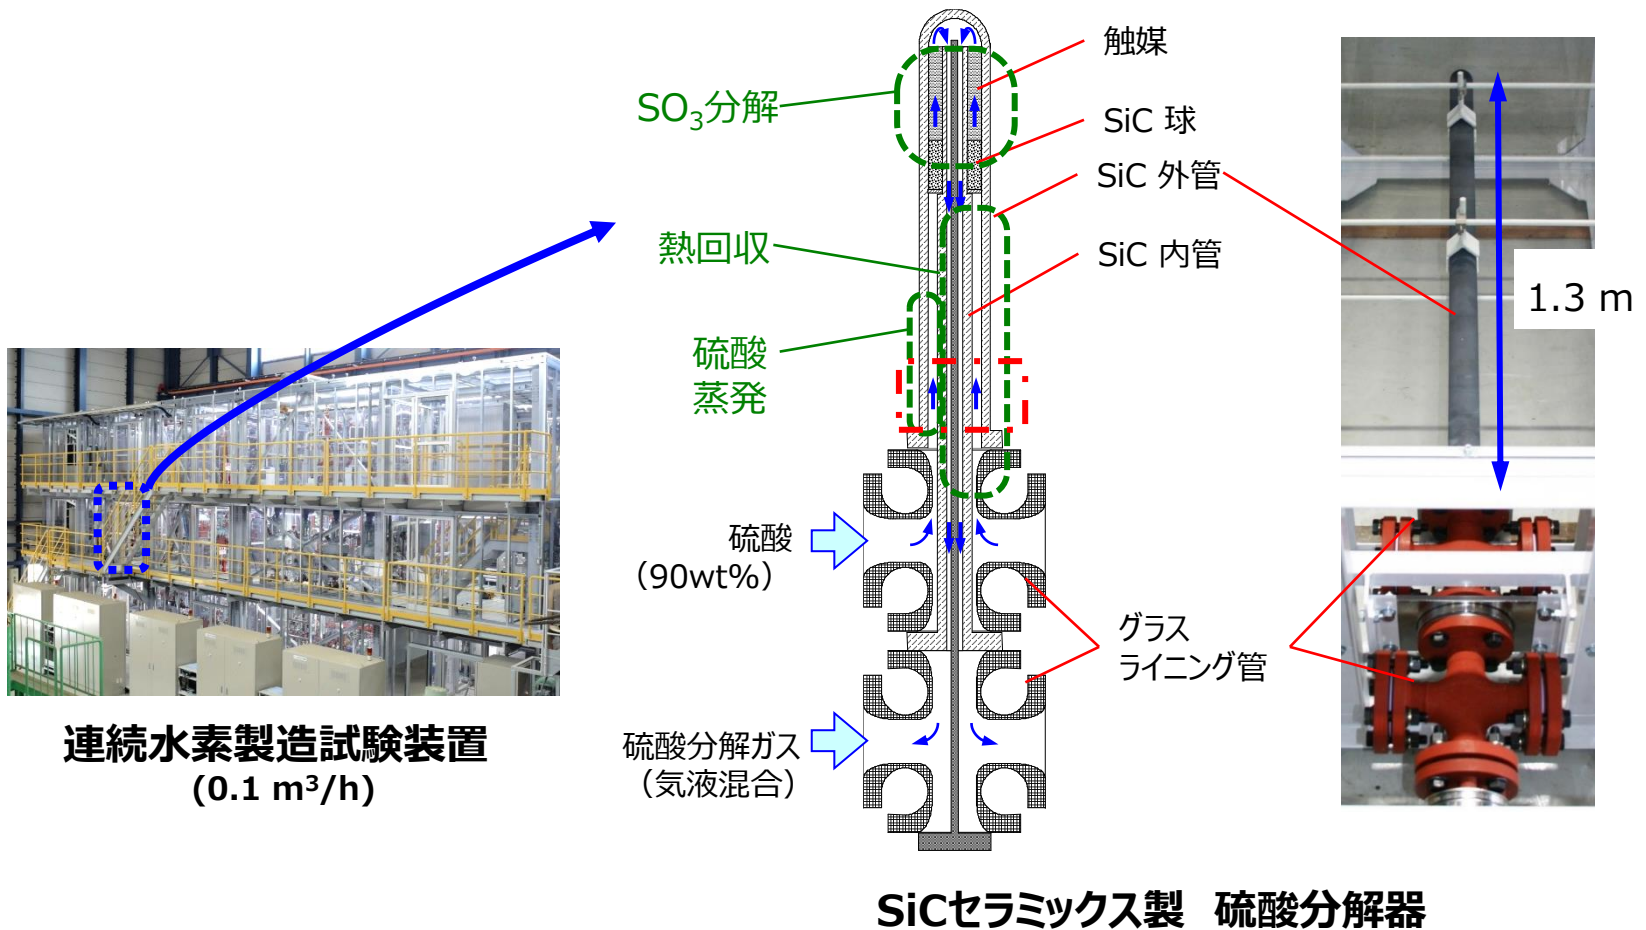 触媒
SO₃分解
SiC 球
SiC 外管
熱回収
SiC 内管
1.3 m
硫酸
蒸発
硫酸
（90wt%）
グラス
ライニング管
連続水素製造試験装置
(0.1 m³/h)
硫酸分解ガス
（気液混合）
SiCセラミックス製 硫酸分解器